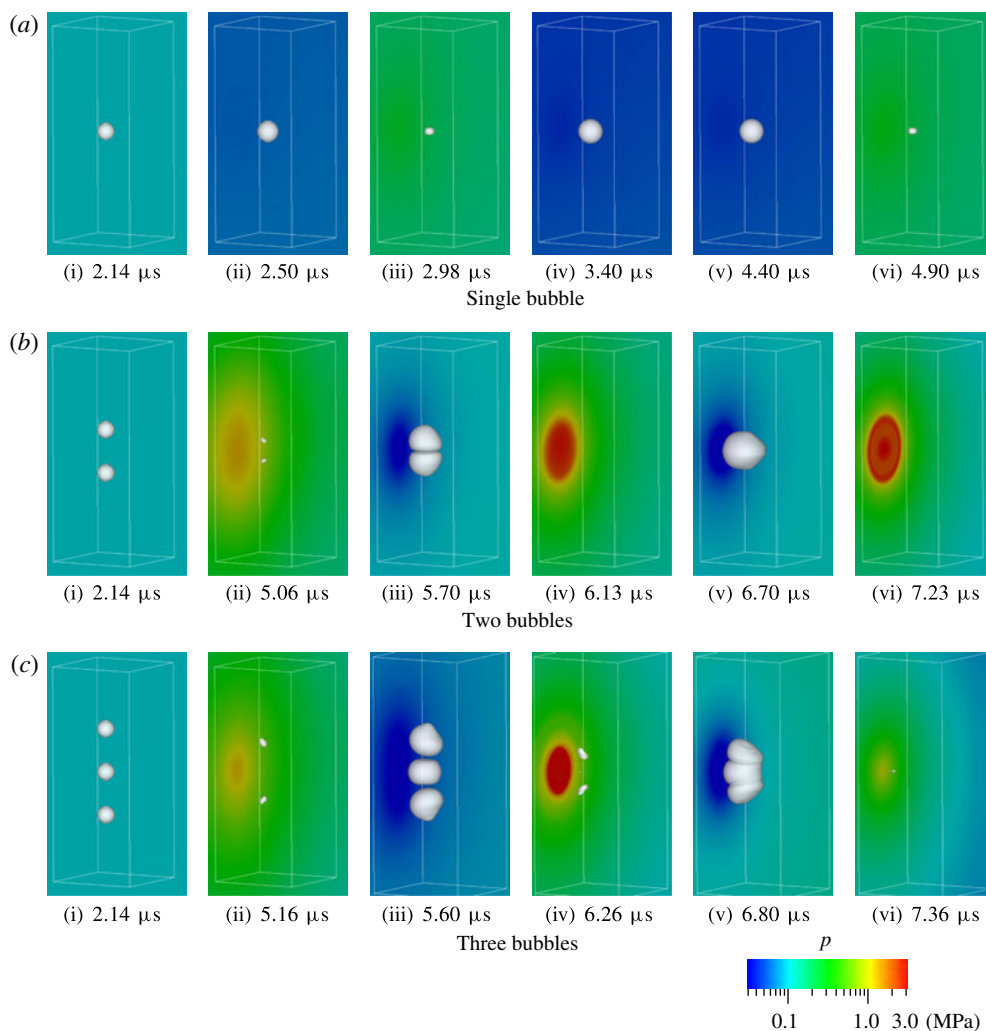 (a)
(i) 2.14 μs (ii) 2.50 μs (iii) 2.98 μs (iv) 3.40 μs (v) 4.40 μs (vi) 4.90 μs
Single bubble
(b)
(i) 2.14 μs (ii) 5.06 μs (iii) 5.70 μs (iv) 6.13 μs (v) 6.70 μs (vi) 7.23 μs
Two bubbles
(c)
(i) 2.14 μs (ii) 5.16 μs (iii) 5.60 μs (iv) 6.26 μs (v) 6.80 μs (vi) 7.36 μs
Three bubbles
p
0.1 1.0 3.0 (MPa)